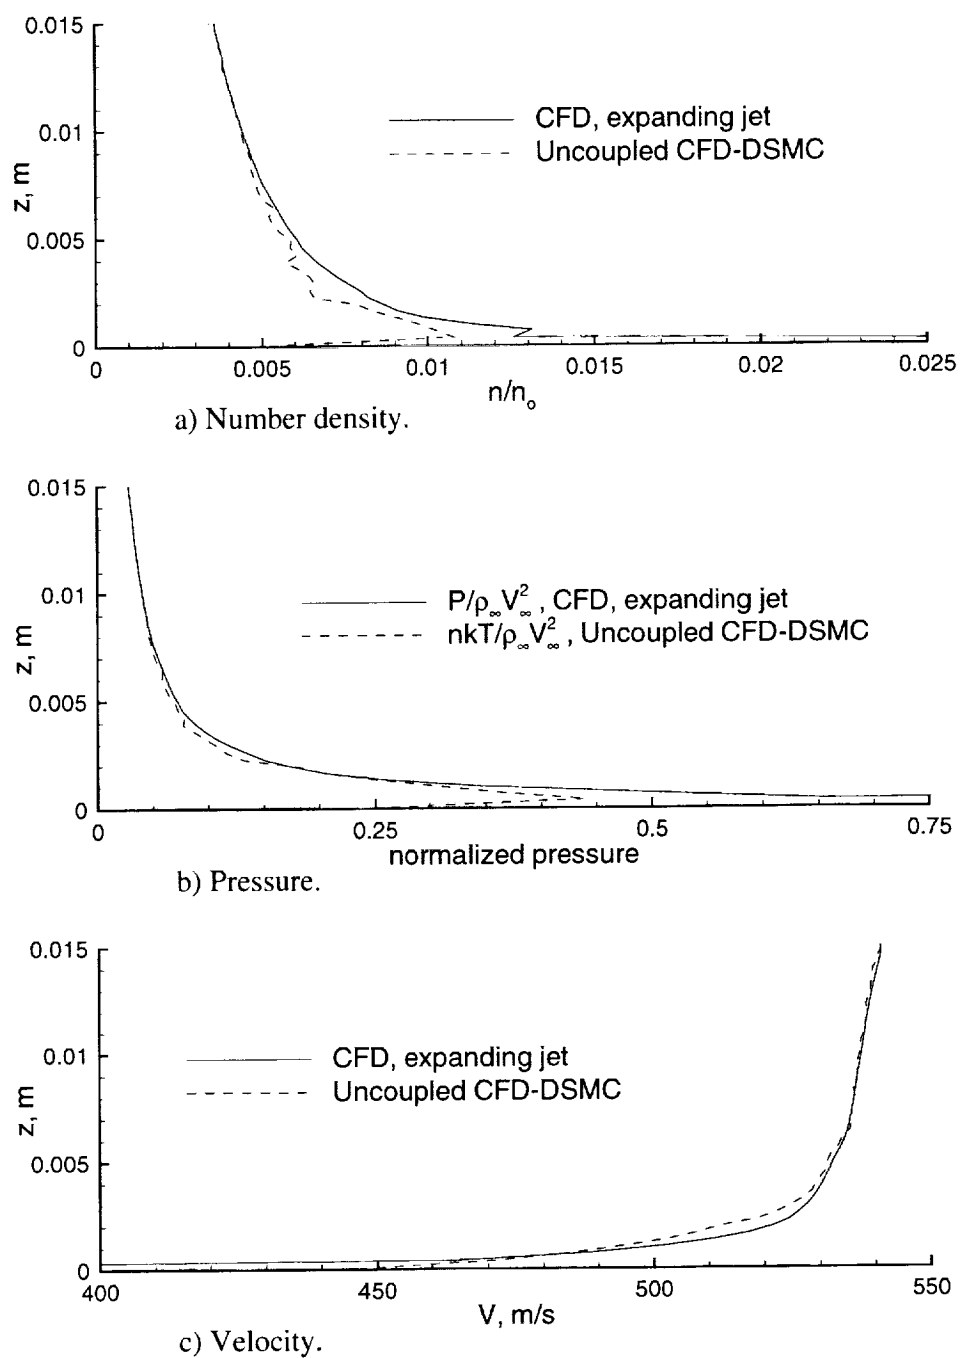 0.015
CFD, expanding jet
Uncoupled CFD-DSMC
0.01
z, m
0.005
0
0 0.005 0.01 0.015 0.02 0.025
n/n₀
a) Number density.
0.015
0.01
P/ρ∞V∞², CFD, expanding jet
nkT/ρ∞V∞², Uncoupled CFD-DSMC
z, m
0.005
0
0 0.25 0.5 0.75
normalized pressure
b) Pressure.
0.015
0.01
CFD, expanding jet
Uncoupled CFD-DSMC
z, m
0.005
0
400 450 500 550
V, m/s
c) Velocity.